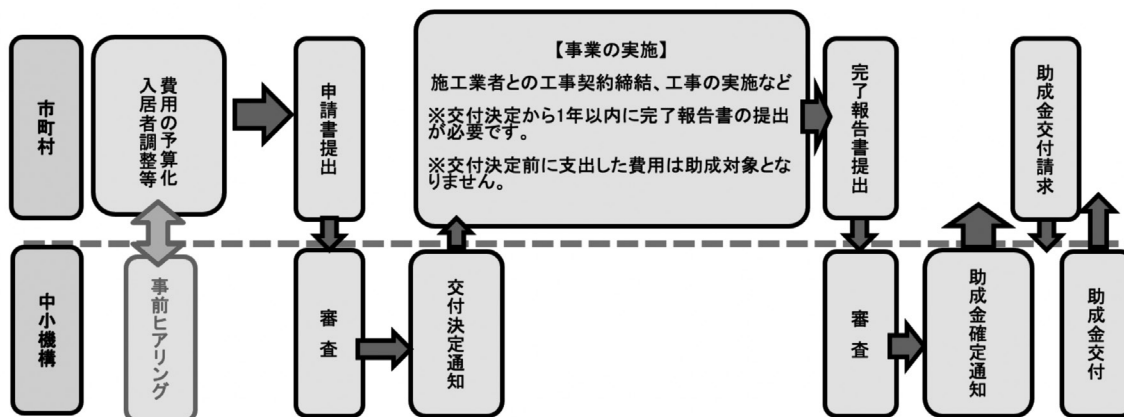 市町村
費用の予算化
入居者調整等
申請書提出
【事業の実施】
施工業者との工事契約締結、工事の実施など
※交付決定から1年以内に完了報告書の提出
が必要です。
※交付決定前に支出した費用は助成対象とな
りません。
完了報告書提出
助成金交付請求
中小機構
事前ヒアリング
審査
交付決定通知
審査
助成金確定通知
助成金交付